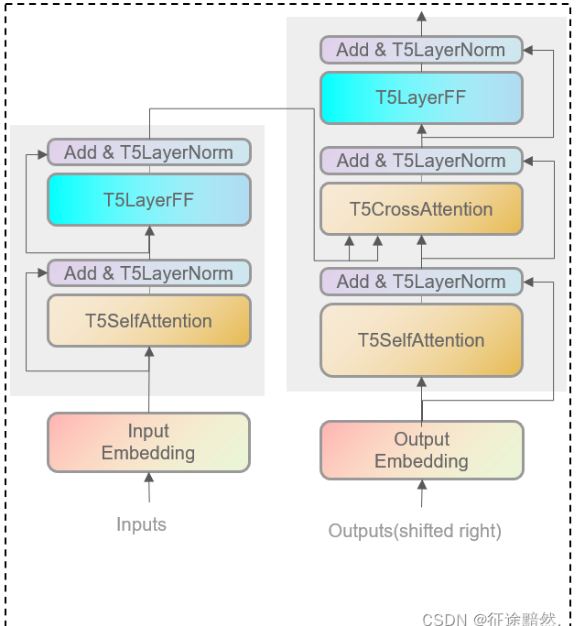 Add & T5LayerNorm
T5LayerFF
Add & T5LayerNorm
T5SelfAttention
Input
Embedding
Inputs
Add & T5LayerNorm
T5LayerFF
Add & T5LayerNorm
T5CrossAttention
Add & T5LayerNorm
T5SelfAttention
Output
Embedding
Outputs(shifted right)
CSDN @征途黯然.